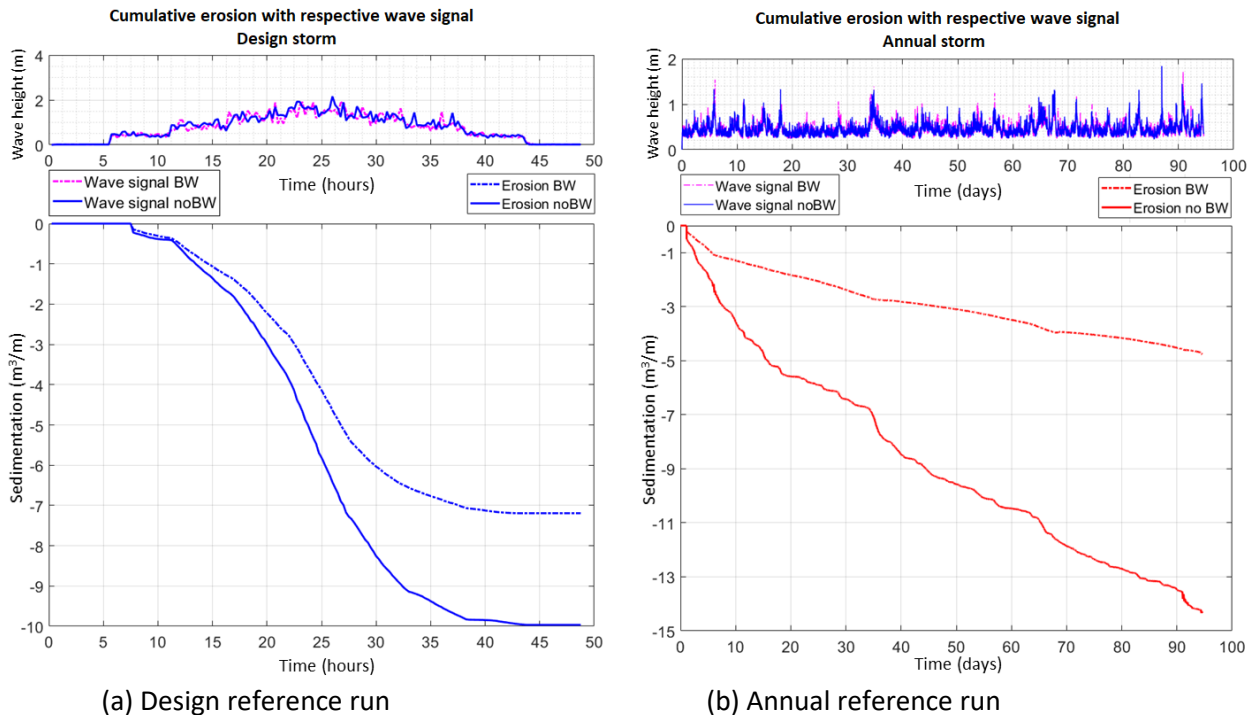 Cumulative erosion with respective wave signal
Design storm
Wave height (m)
4
2
0
0 5 10 15 20 25 30 35 40 45 50
Time (hours)
Wave signal BW
Wave signal noBW
Erosion BW
Erosion noBW
Sedimentation (m³/m)
0
-1
-2
-3
-4
-5
-6
-7
-8
-9
-10
0 5 10 15 20 25 30 35 40 45 50
Time (hours)
(a) Design reference run
Cumulative erosion with respective wave signal
Annual storm
Wave height (m)
2
1
0
0 10 20 30 40 50 60 70 80 90 100
Time (days)
Wave signal BW
Wave signal noBW
Erosion BW
Erosion no BW
Sedimentation (m³/m)
0
-1
-3
-5
-7
-9
-11
-13
-15
0 10 20 30 40 50 60 70 80 90 100
Time (days)
(b) Annual reference run